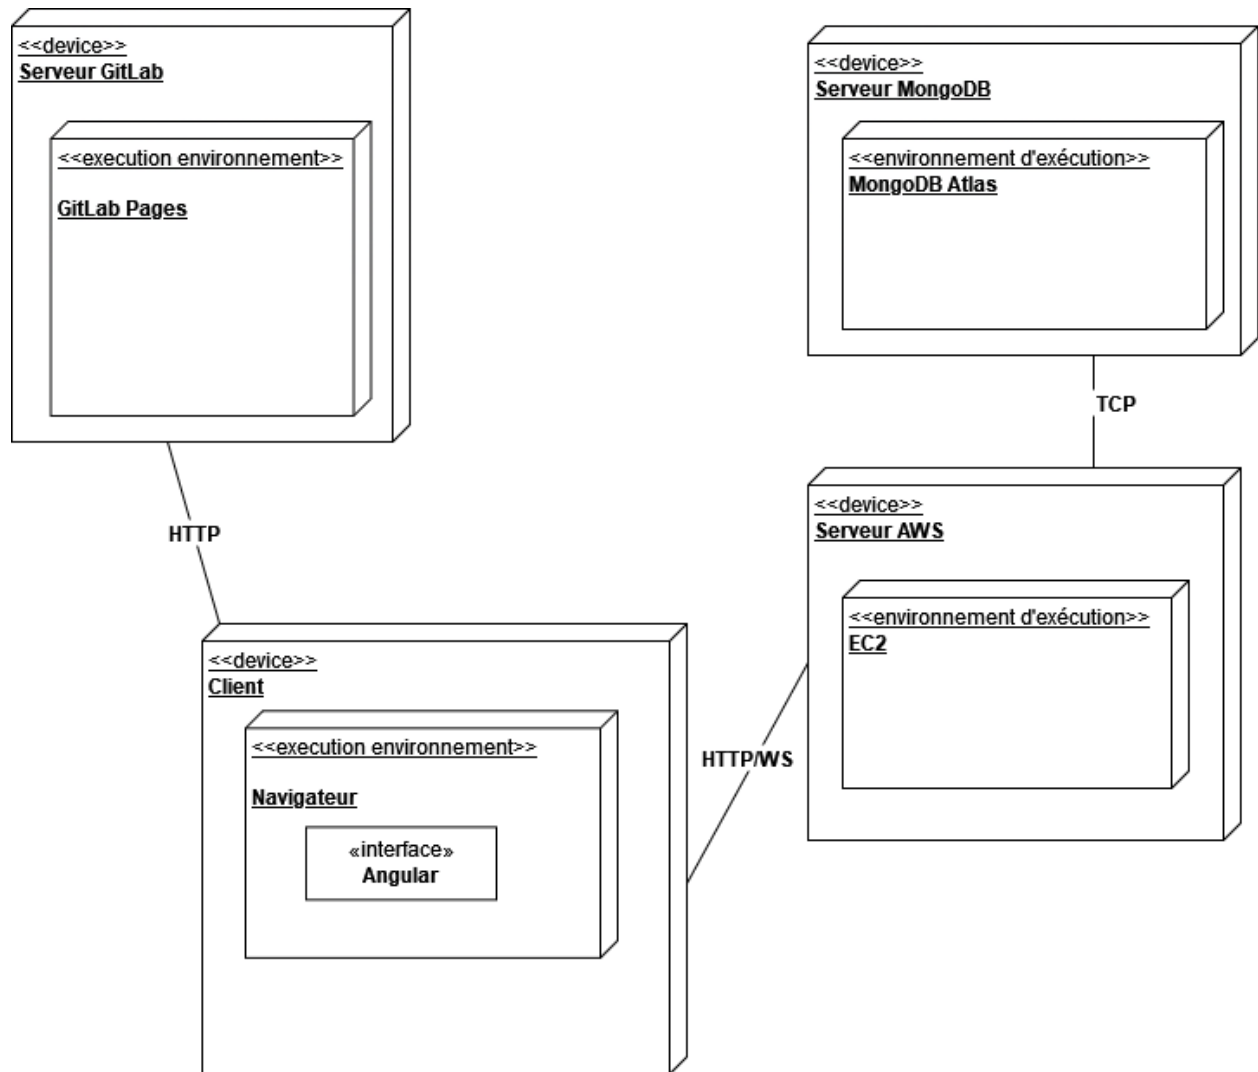 <<device>>
Serveur GitLab
<<execution environnement>>
GitLab Pages
<<device>>
Serveur MongoDB
<<environnement d'exécution>>
MongoDB Atlas
TCP
HTTP
<<device>>
Serveur AWS
<<environnement d'exécution>>
EC2
<<device>>
Client
<<execution environnement>>
Navigateur
«interface»
Angular
HTTP/WS